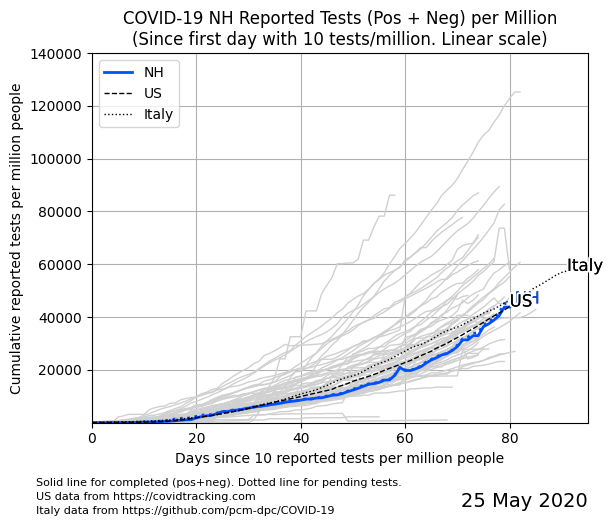 COVID-19 NH Reported Tests (Pos + Neg) per Million
(Since first day with 10 tests/million. Linear scale)
Cumulative reported tests per million people
140000
120000
100000
80000
60000
40000
20000
NH
US
Italy
Italy
NH
US
0
20
40
60
80
Days since 10 reported tests per million people
Solid line for completed (pos+neg). Dotted line for pending tests.
US data from https://covidtracking.com
Italy data from https://github.com/pcm-dpc/COVID-19
25 May 2020